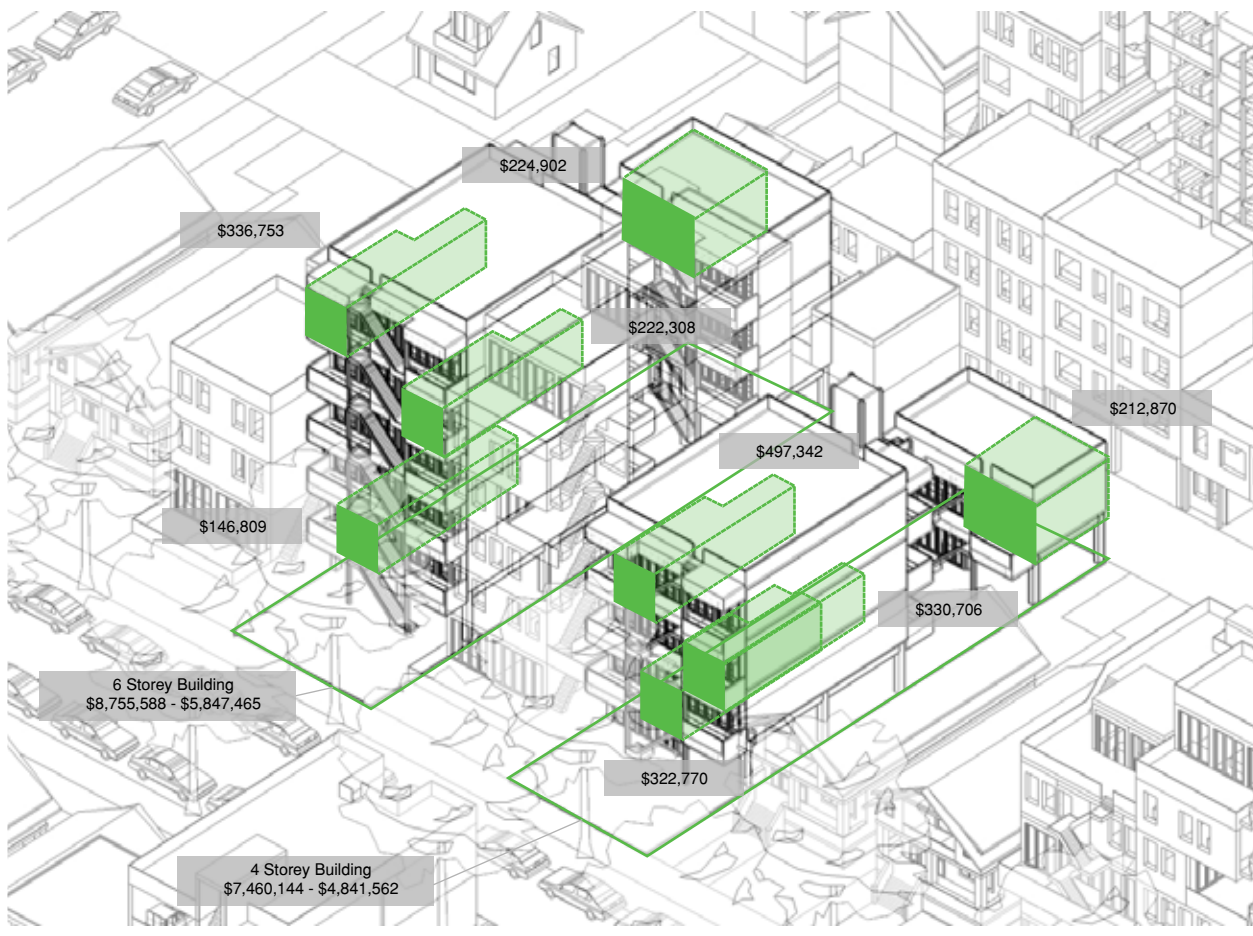 $224,902
$336,753
$222,308
$212,870
$497,342
$146,809
$330,706
6 Storey Building
$8,755,588 - $5,847,465
$322,770
4 Storey Building
$7,460,144 - $4,841,562